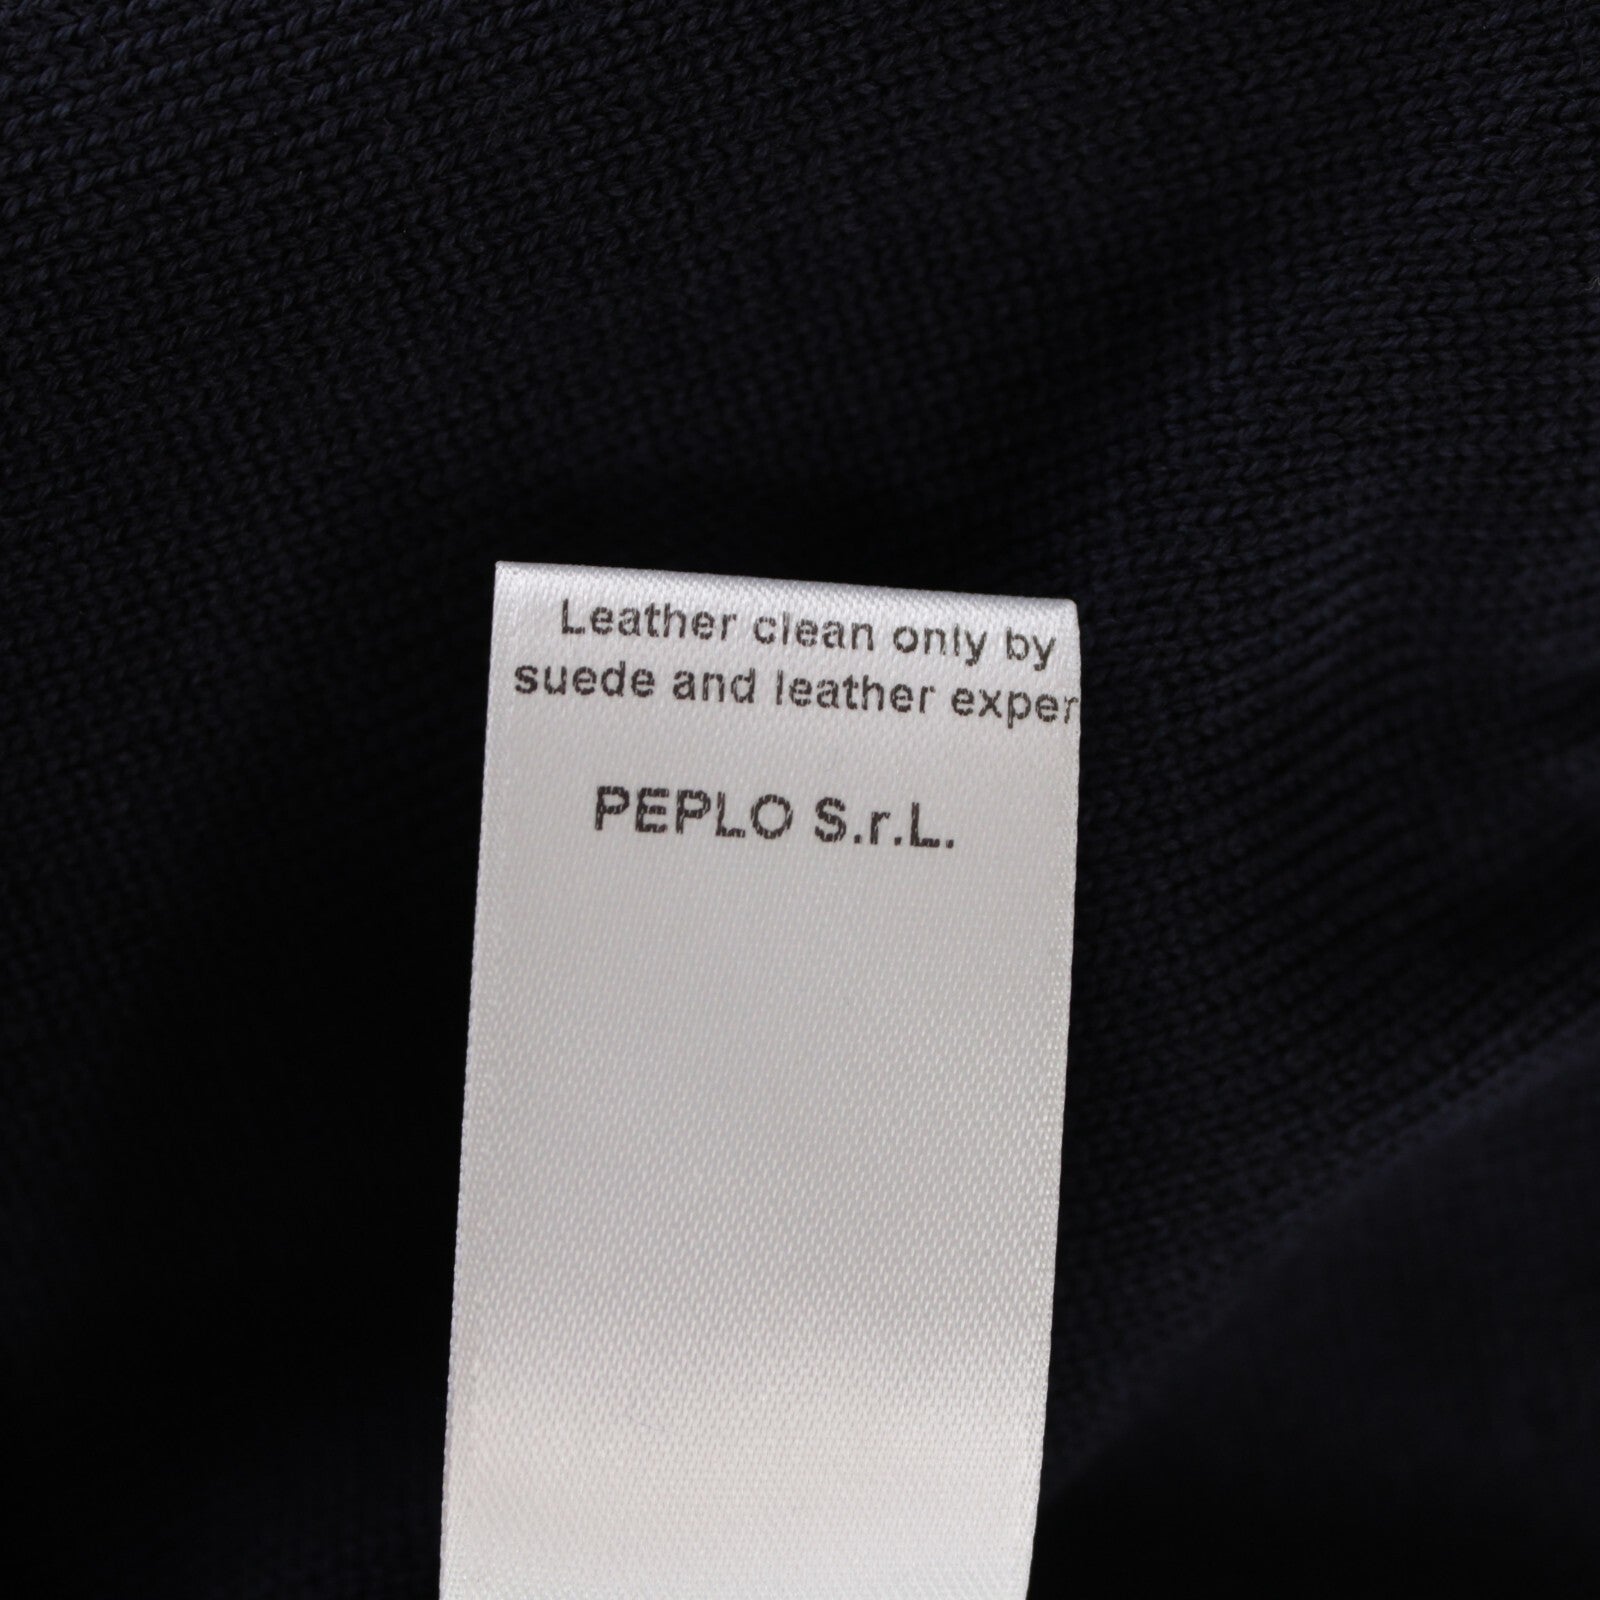 Leather clean only by
suede and leather exper
PEPLO S.r.L.